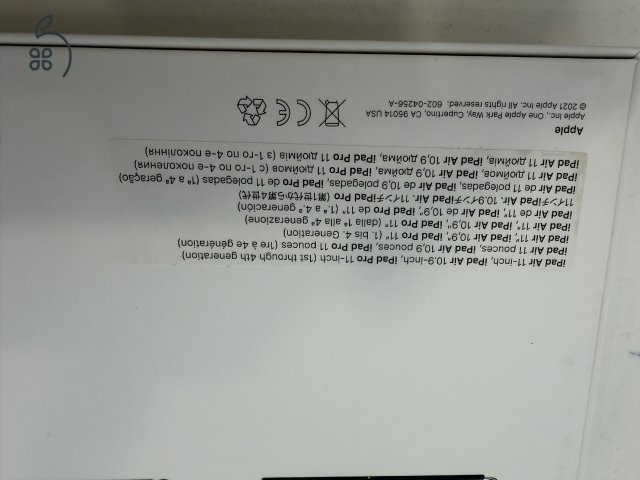 iPad Air 11-inch, iPad Air 10.9-inch, iPad Pro 11-inch (1st through 4th generation)
iPad Air 11 pouces, iPad Air 10,9 pouces, iPad Pro 11 pouces (1re à 4e génération)
iPad Air 11", iPad Air 10,9", iPad Pro 11" (1. bis 4. Generation)
iPad Air 11", iPad Air 10,9", iPad Pro 11" (dalla 1ª alla 4ª generazione)
iPad Air de 11", iPad Air de 10.9", iPad Pro de 11" (1.ª a 4.ª generación)
11インチiPad Air、10.9インチiPad Air、11インチiPad Pro（第1世代から第4世代）
iPad Air de 11 polegadas, iPad Air de 10,9 polegadas, iPad Pro de 11 polegadas (1ª a 4ª geração)
iPad Air 11 дюймов, iPad Air 10,9 дюйма, iPad Pro 11 дюймов (с 1-го по 4-е поколения)
iPad Air 11 дюймів, iPad Air 10,9 дюйма, iPad Pro 11 дюймів (з 1-го по 4-е покоління)
Apple
Apple Inc., One Apple Park Way, Cupertino, CA 95014 USA
© 2021 Apple Inc. All rights reserved. 602-04256-A
CE